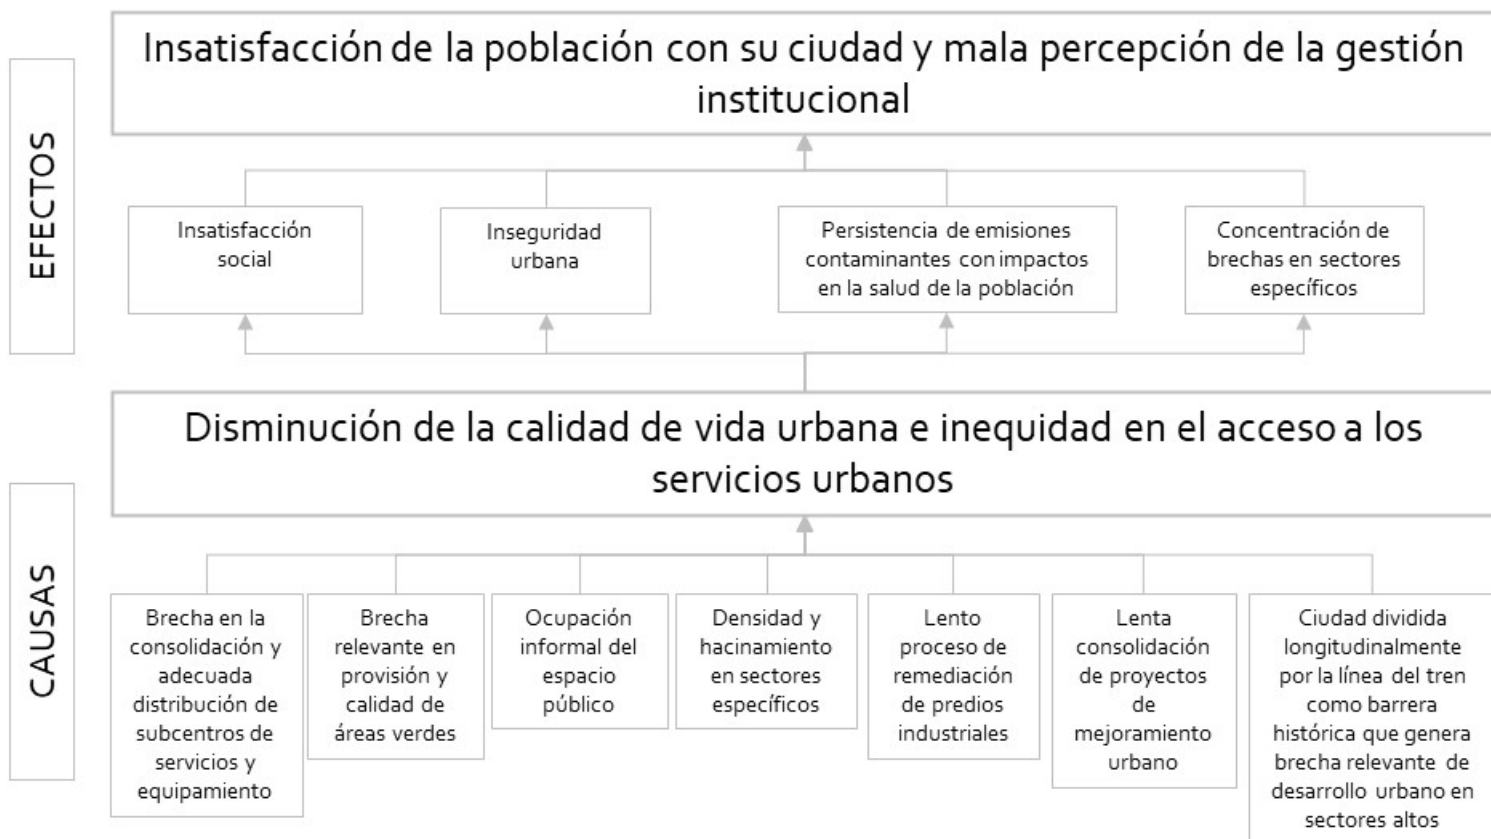 EFECTOS
Insatisfacción de la población con su ciudad y mala percepción de la gestión
institucional
Insatisfacción
social
Inseguridad
urbana
Persistencia de emisiones
contaminantes con impactos
en la salud de la población
Concentración de
brechas en sectores
específicos
Disminución de la calidad de vida urbana e inequidad en el acceso a los
servicios urbanos
CAUSAS
Brecha en la
consolidación y
adecuada
distribución de
subcentros de
servicios y
equipamiento
Brecha
relevante en
provisión y
calidad de
áreas verdes
Ocupación
informal del
espacio
público
Densidad y
hacinamiento
en sectores
específicos
Lento
proceso de
remediación
de predios
industriales
Lenta
consolidación
de proyectos
de
mejoramiento
urbano
Ciudad dividida
longitudinalmente
por la línea del tren
como barrera
histórica que genera
brecha relevante de
desarrollo urbano en
sectores altos